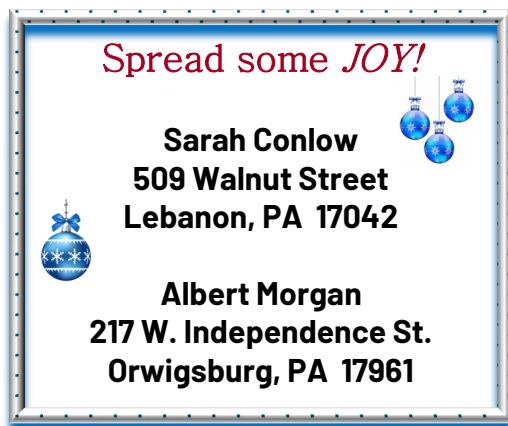 Spread some JOY!
Sarah Conlow
509 Walnut Street
Lebanon, PA 17042
Albert Morgan
217 W. Independence St.
Orwigsburg, PA 17961